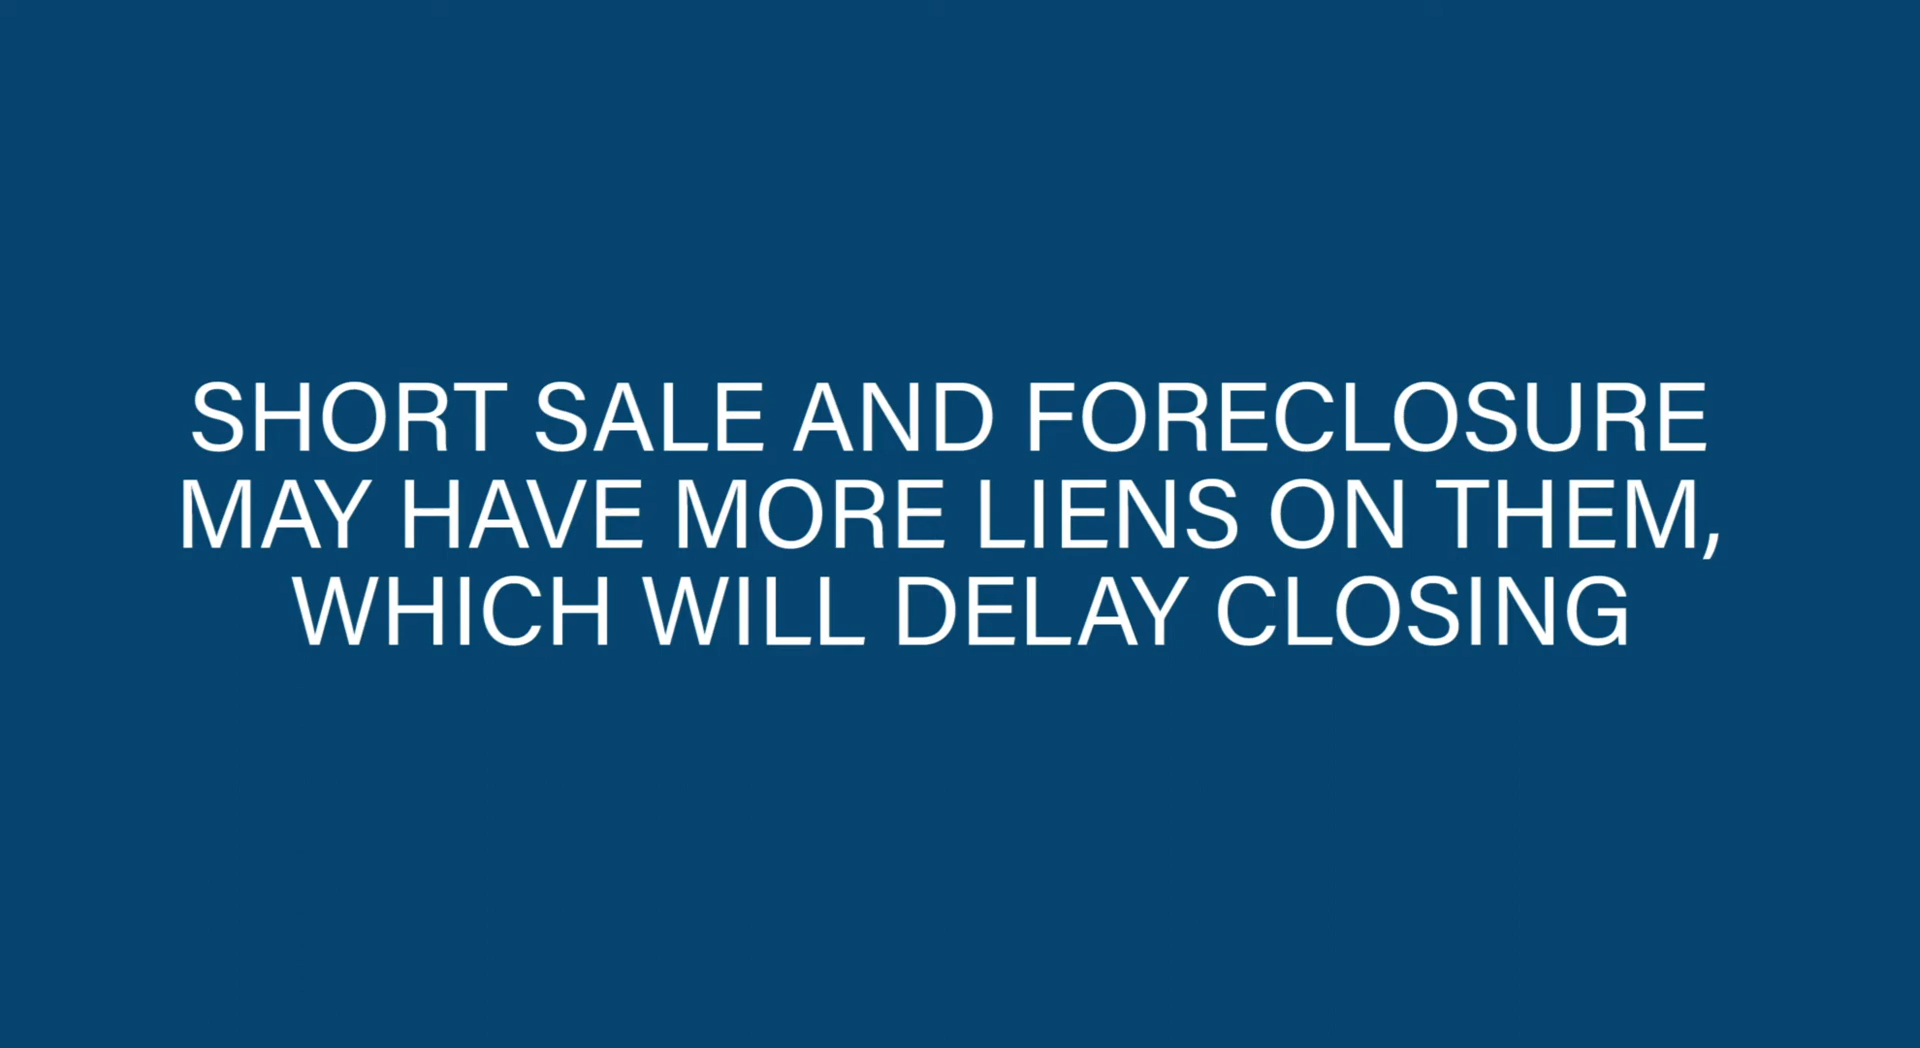 SHORT SALE AND FORECLOSURE
MAY HAVE MORE LIENS ON THEM,
WHICH WILL DELAY CLOSING